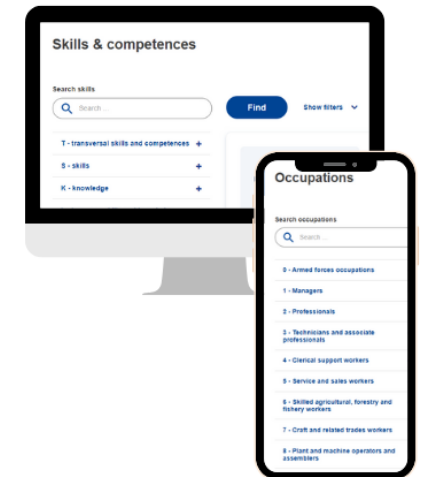 Skills & competences
Search skills
Search ...
Find
Show filters
T - transversal skills and competences +
S - skills +
K - knowledge +
Occupations
Search occupations
Search ...
0 - Armed forces occupations
1 - Managers
2 - Professionals
3 - Technicians and associate
professionals
4 - Clerical support workers
5 - Service and sales workers
6 - Skilled agricultural, forestry and
fishery workers
7 - Craft and related trades workers
8 - Plant and machine operators and
assemblers